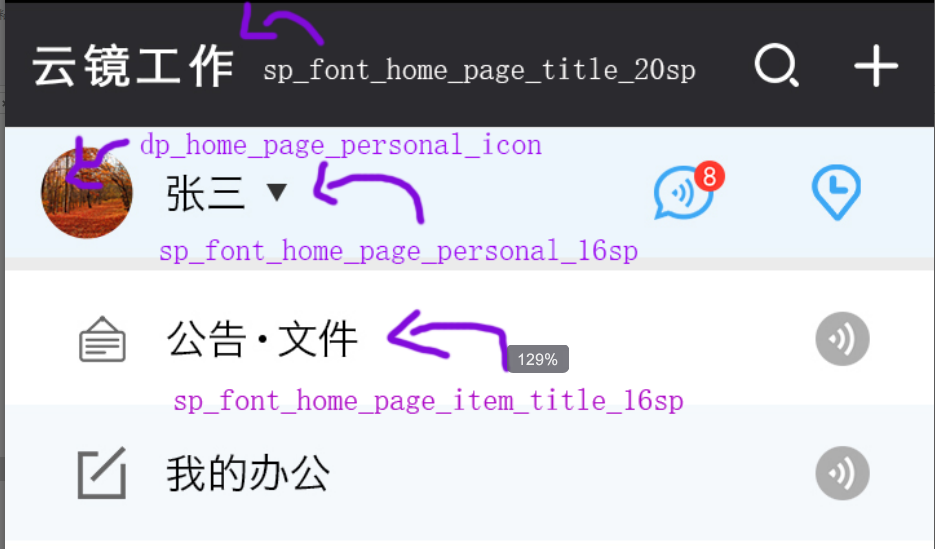 云镜工作 sp_font_home_page_title_20sp
dp_home_page_personal_icon
张三 ▼ 8
sp_font_home_page_personal_16sp
公告·文件
129%
sp_font_home_page_item_title_16sp
我的办公